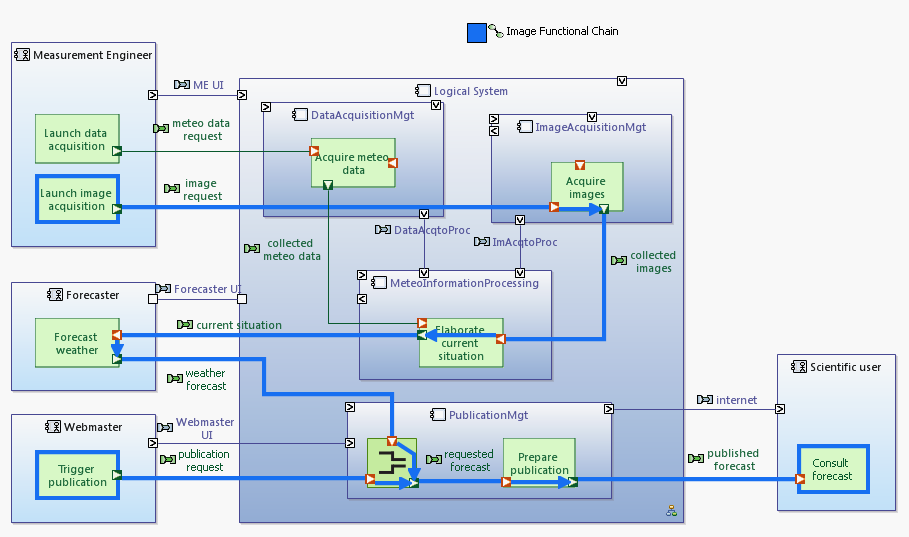 Image Functional Chain
Measurement Engineer
ME UI
Logical System
DataAcquisitionMgt
ImageAcquisitionMgt
meteo data
request
Launch data
acquisition
Acquire meteo
data
image
request
Launch image
acquisition
Acquire
images
DataAcqtoProc
ImAcqtoProc
collected
meteo data
collected
images
MeteoInformationProcessing
Forecaster
Forecaster UI
current situation
Forecast
weather
Elaborate
current
situation
weather
forecast
Scientific user
internet
Webmaster
Webmaster
UI
PublicationMgt
publication
request
requested
forecast
Trigger
publication
Prepare
publication
published
forecast
Consult
forecast